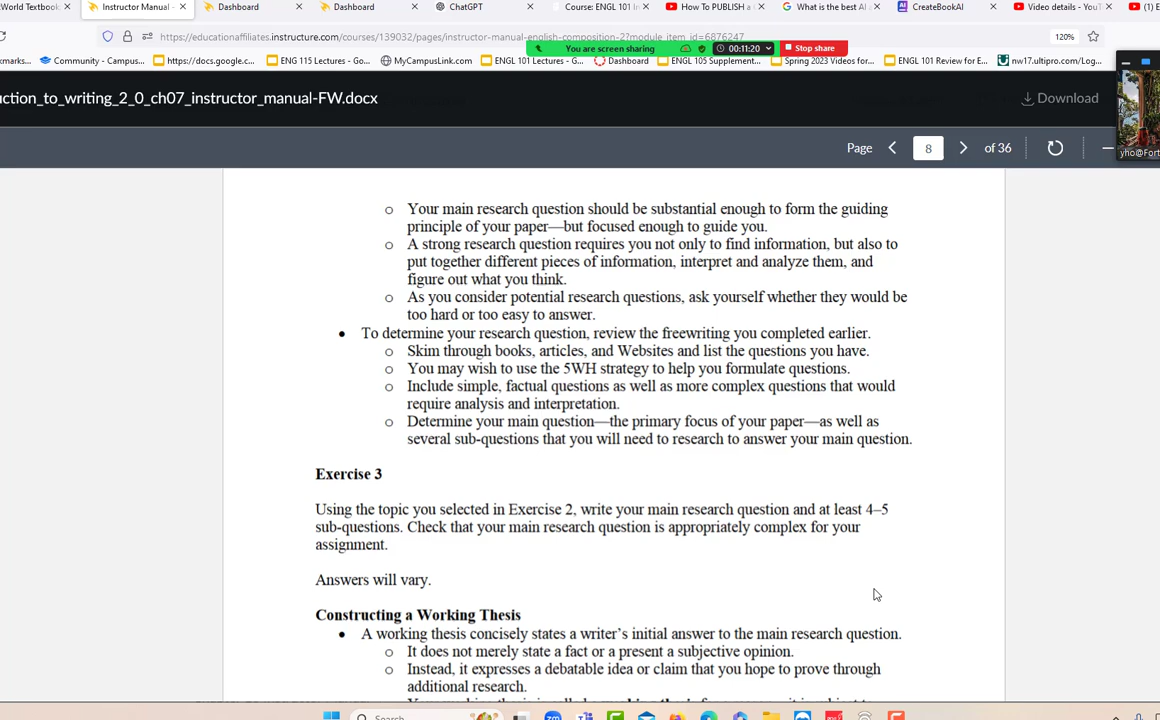 World Textbook
Instructor Manual -
Dashboard
Dashboard
ChatGPT
Course: ENGL 101 In
How To PUBLISH a C
What is the best AI a
CreateBookAI
Video details - YouT
(1) E
https://educationaffiliates.instructure.com/courses/139032/pages/instructor-manual-english-composition-2?module_item_id=6876247
120%
You are screen sharing
00:11:20
Stop share
kmarks...
Community - Campus...
https://docs.google.c...
ENG 115 Lectures - Go...
MyCampusLink.com
ENGL 101 Lectures - G...
Dashboard
ENGL 105 Supplement...
Spring 2023 Videos for...
ENGL 101 Review for E...
nw17.ultipro.com/Log...
uction_to_writing_2_0_ch07_instructor_manual-FW.docx
Download
Page 8 of 36
yho@Fort
Your main research question should be substantial enough to form the guiding
principle of your paper—but focused enough to guide you.
A strong research question requires you not only to find information, but also to
put together different pieces of information, interpret and analyze them, and
figure out what you think.
As you consider potential research questions, ask yourself whether they would be
too hard or too easy to answer.
To determine your research question, review the freewriting you completed earlier.
Skim through books, articles, and Websites and list the questions you have.
You may wish to use the 5WH strategy to help you formulate questions.
Include simple, factual questions as well as more complex questions that would
require analysis and interpretation.
Determine your main question—the primary focus of your paper—as well as
several sub-questions that you will need to research to answer your main question.
Exercise 3
Using the topic you selected in Exercise 2, write your main research question and at least 4–5
sub-questions. Check that your main research question is appropriately complex for your
assignment.
Answers will vary.
Constructing a Working Thesis
A working thesis concisely states a writer's initial answer to the main research question.
It does not merely state a fact or a present a subjective opinion.
Instead, it expresses a debatable idea or claim that you hope to prove through
additional research.
Search